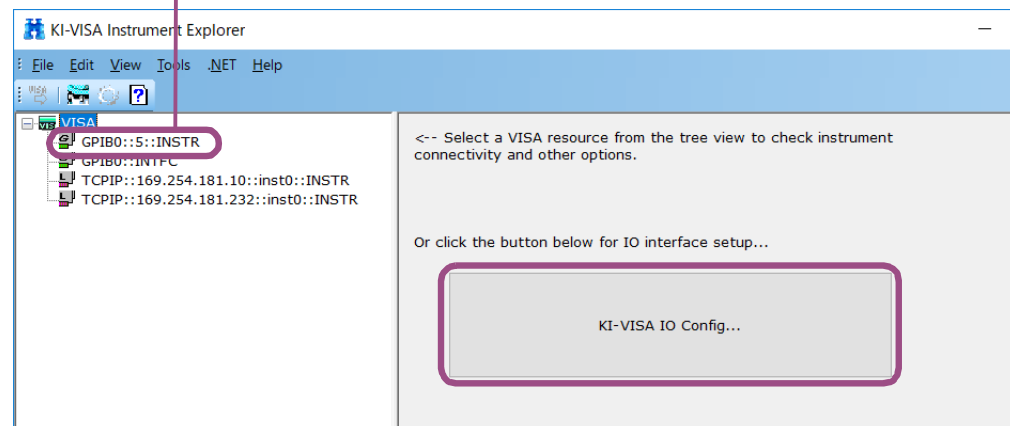 KI-VISA Instrument Explorer
File Edit View Tools .NET Help
VISA
GPIB0::5::INSTR
GPIB0::INTFC
TCPIP::169.254.181.10::inst0::INSTR
TCPIP::169.254.181.232::inst0::INSTR
<-- Select a VISA resource from the tree view to check instrument
connectivity and other options.
Or click the button below for IO interface setup...
KI-VISA IO Config...